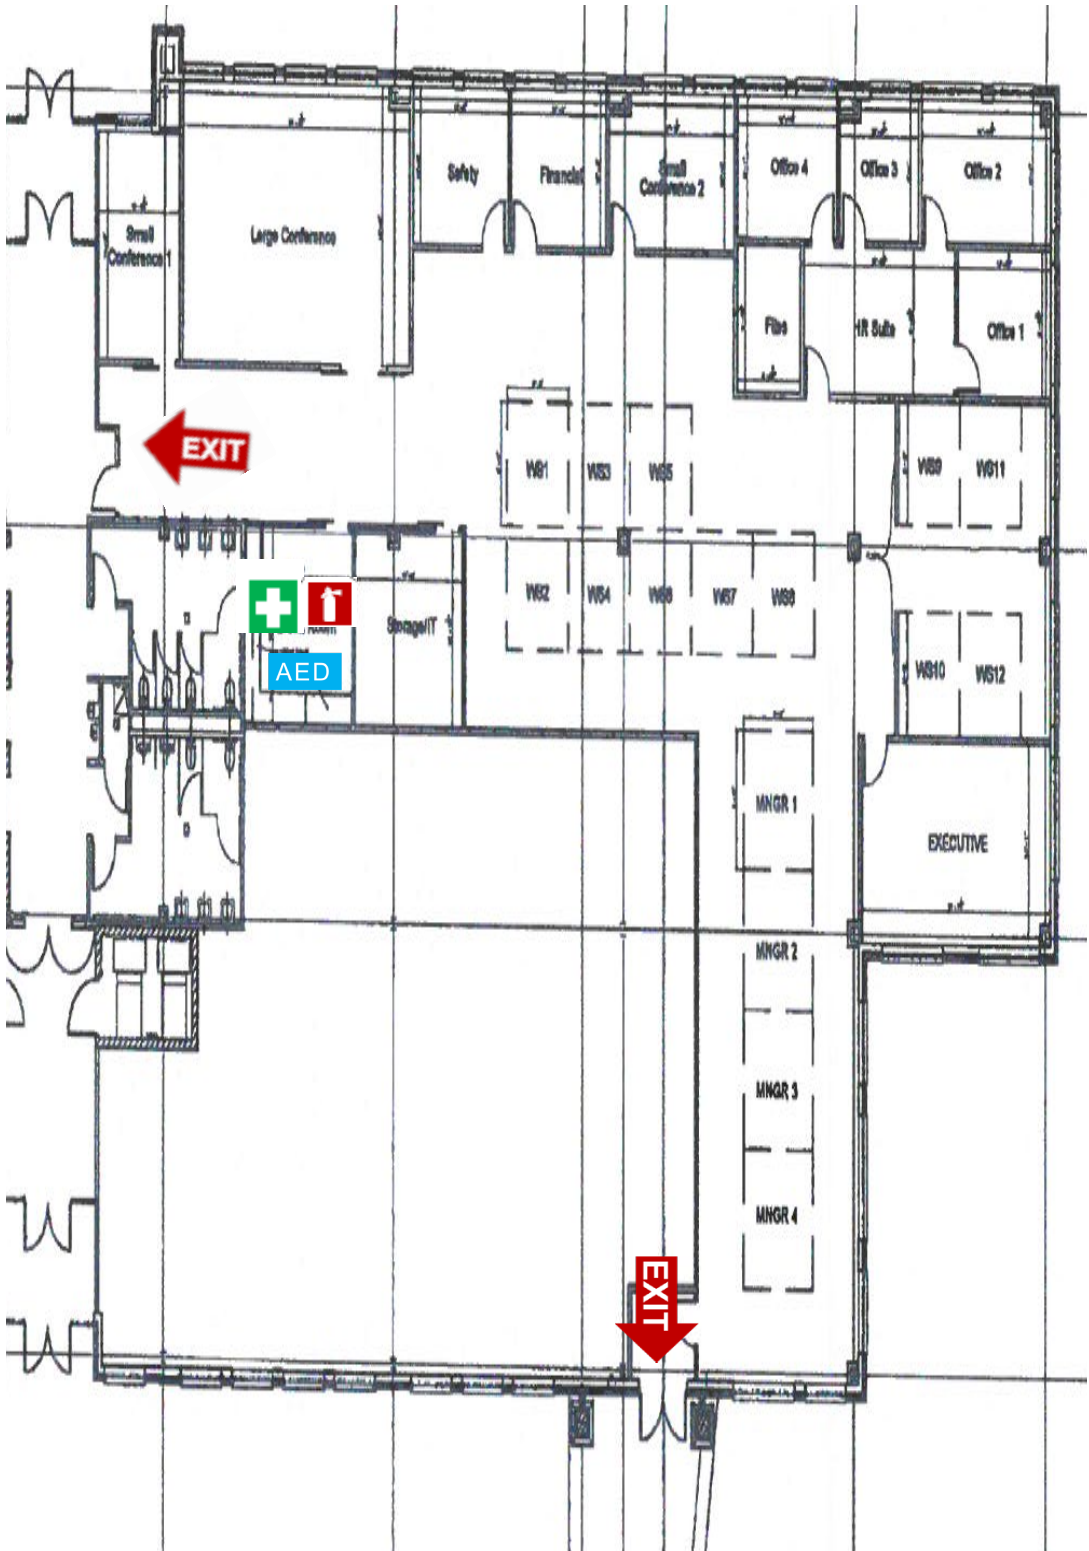 Safety
Financial
Small
Conference 2
Office 4
Office 3
Office 2
Small
Conference 1
Large Conference
Files
HR Suite
Office 1
EXIT
WS1
WS3
WS5
WS9
WS11
WS2
WS4
WS6
WS7
WS8
Storage/IT
Room
AED
WS10
WS12
MNGR 1
EXECUTIVE
MNGR 2
MNGR 3
MNGR 4
EXIT